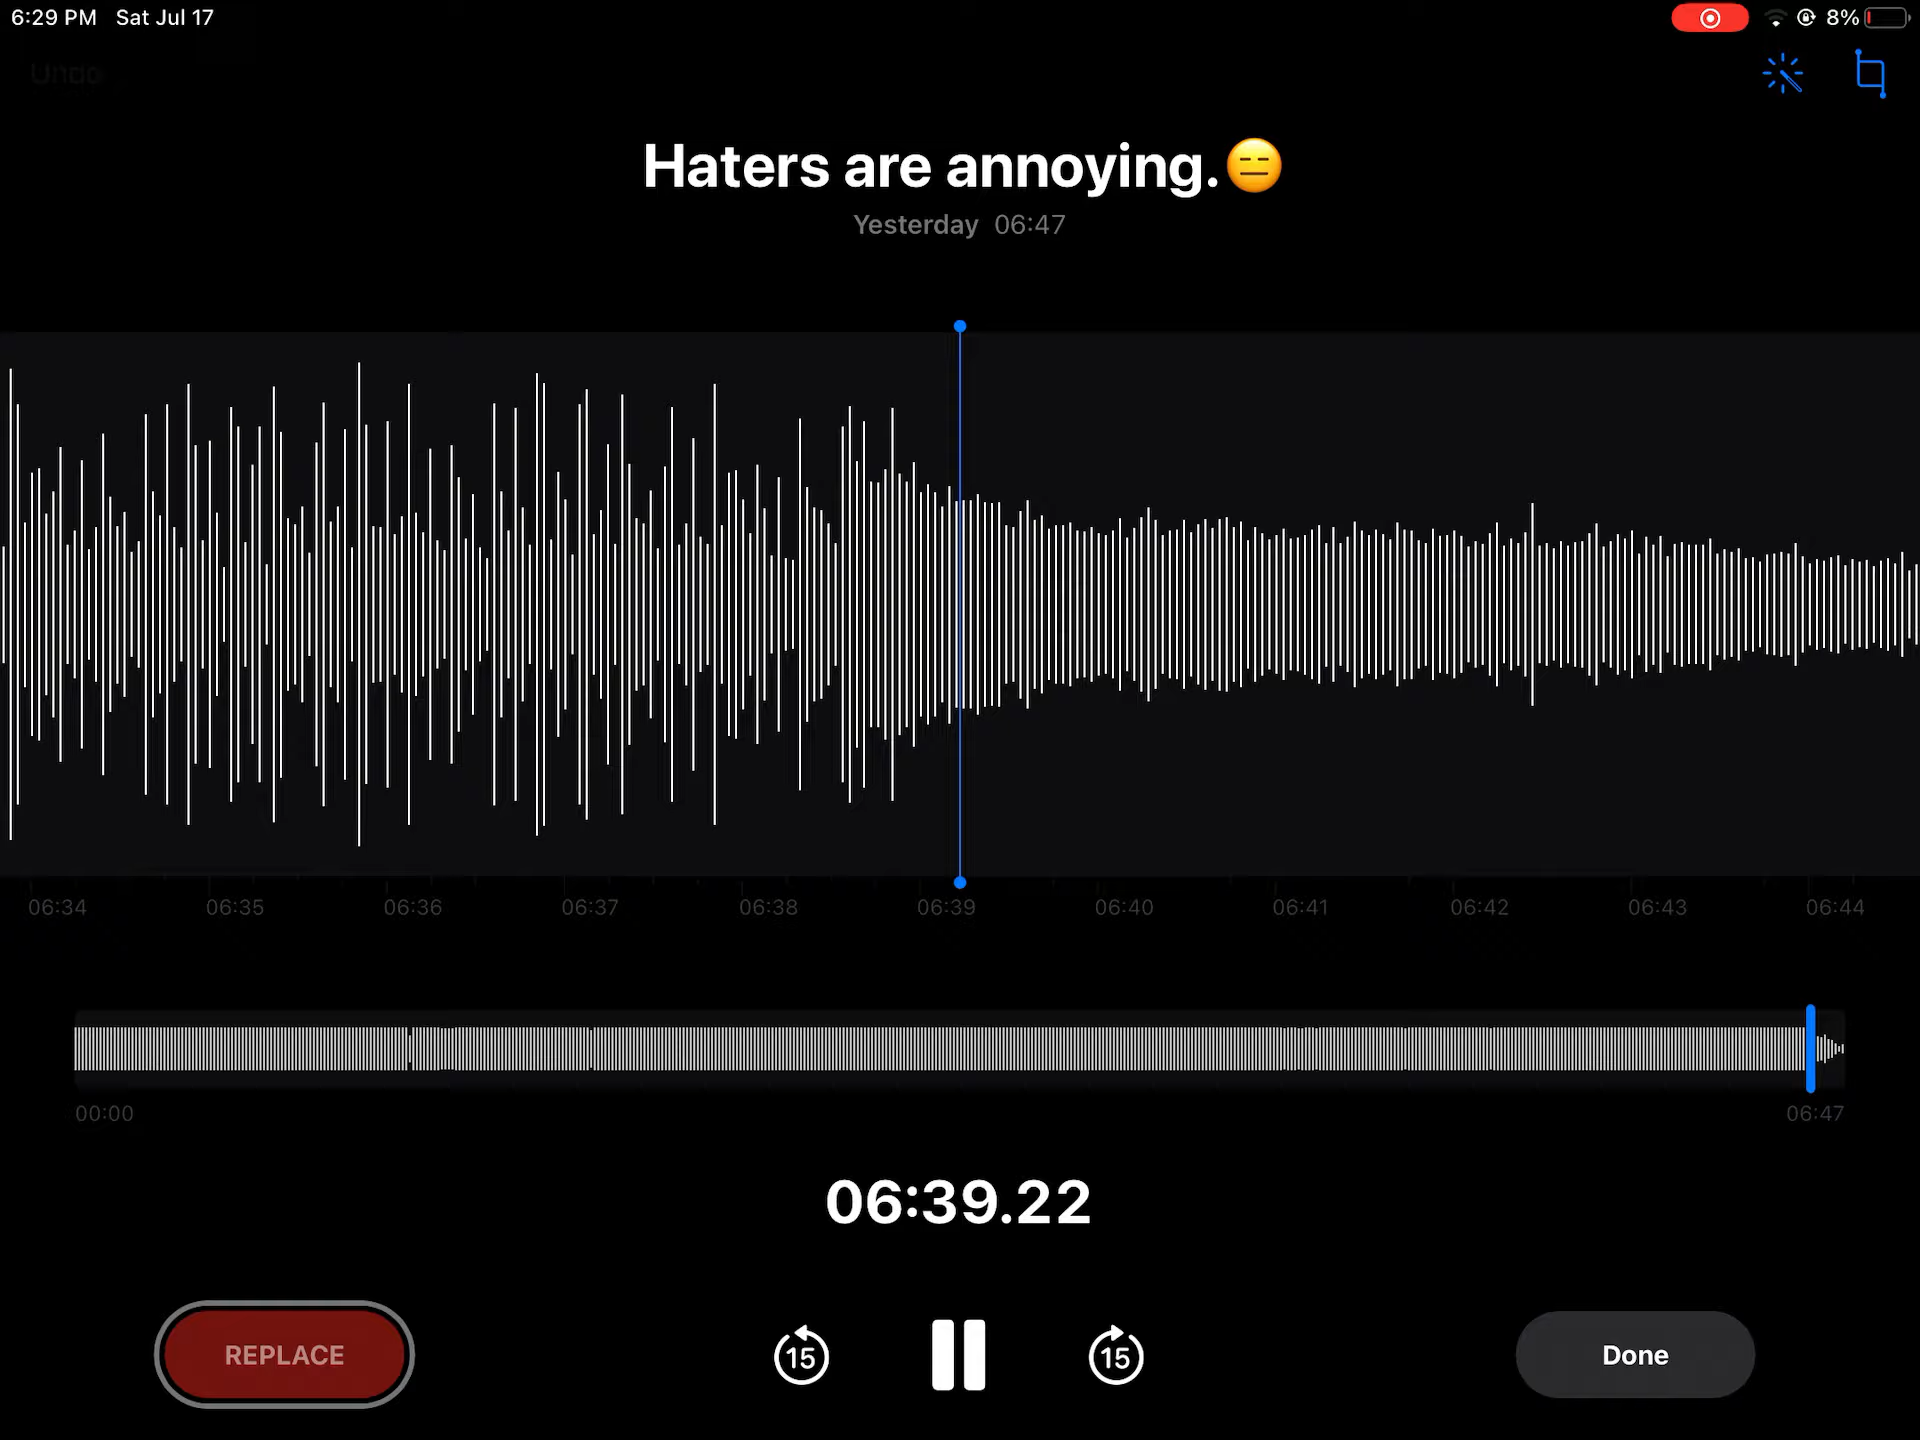 6:29 PM Sat Jul 17 8%
Undo
Haters are annoying.😑
Yesterday 06:47
06:34 06:35 06:36 06:37 06:38 06:39 06:40 06:41 06:42 06:43 06:44
00:00 06:47
06:39.22
REPLACE 15 15 Done